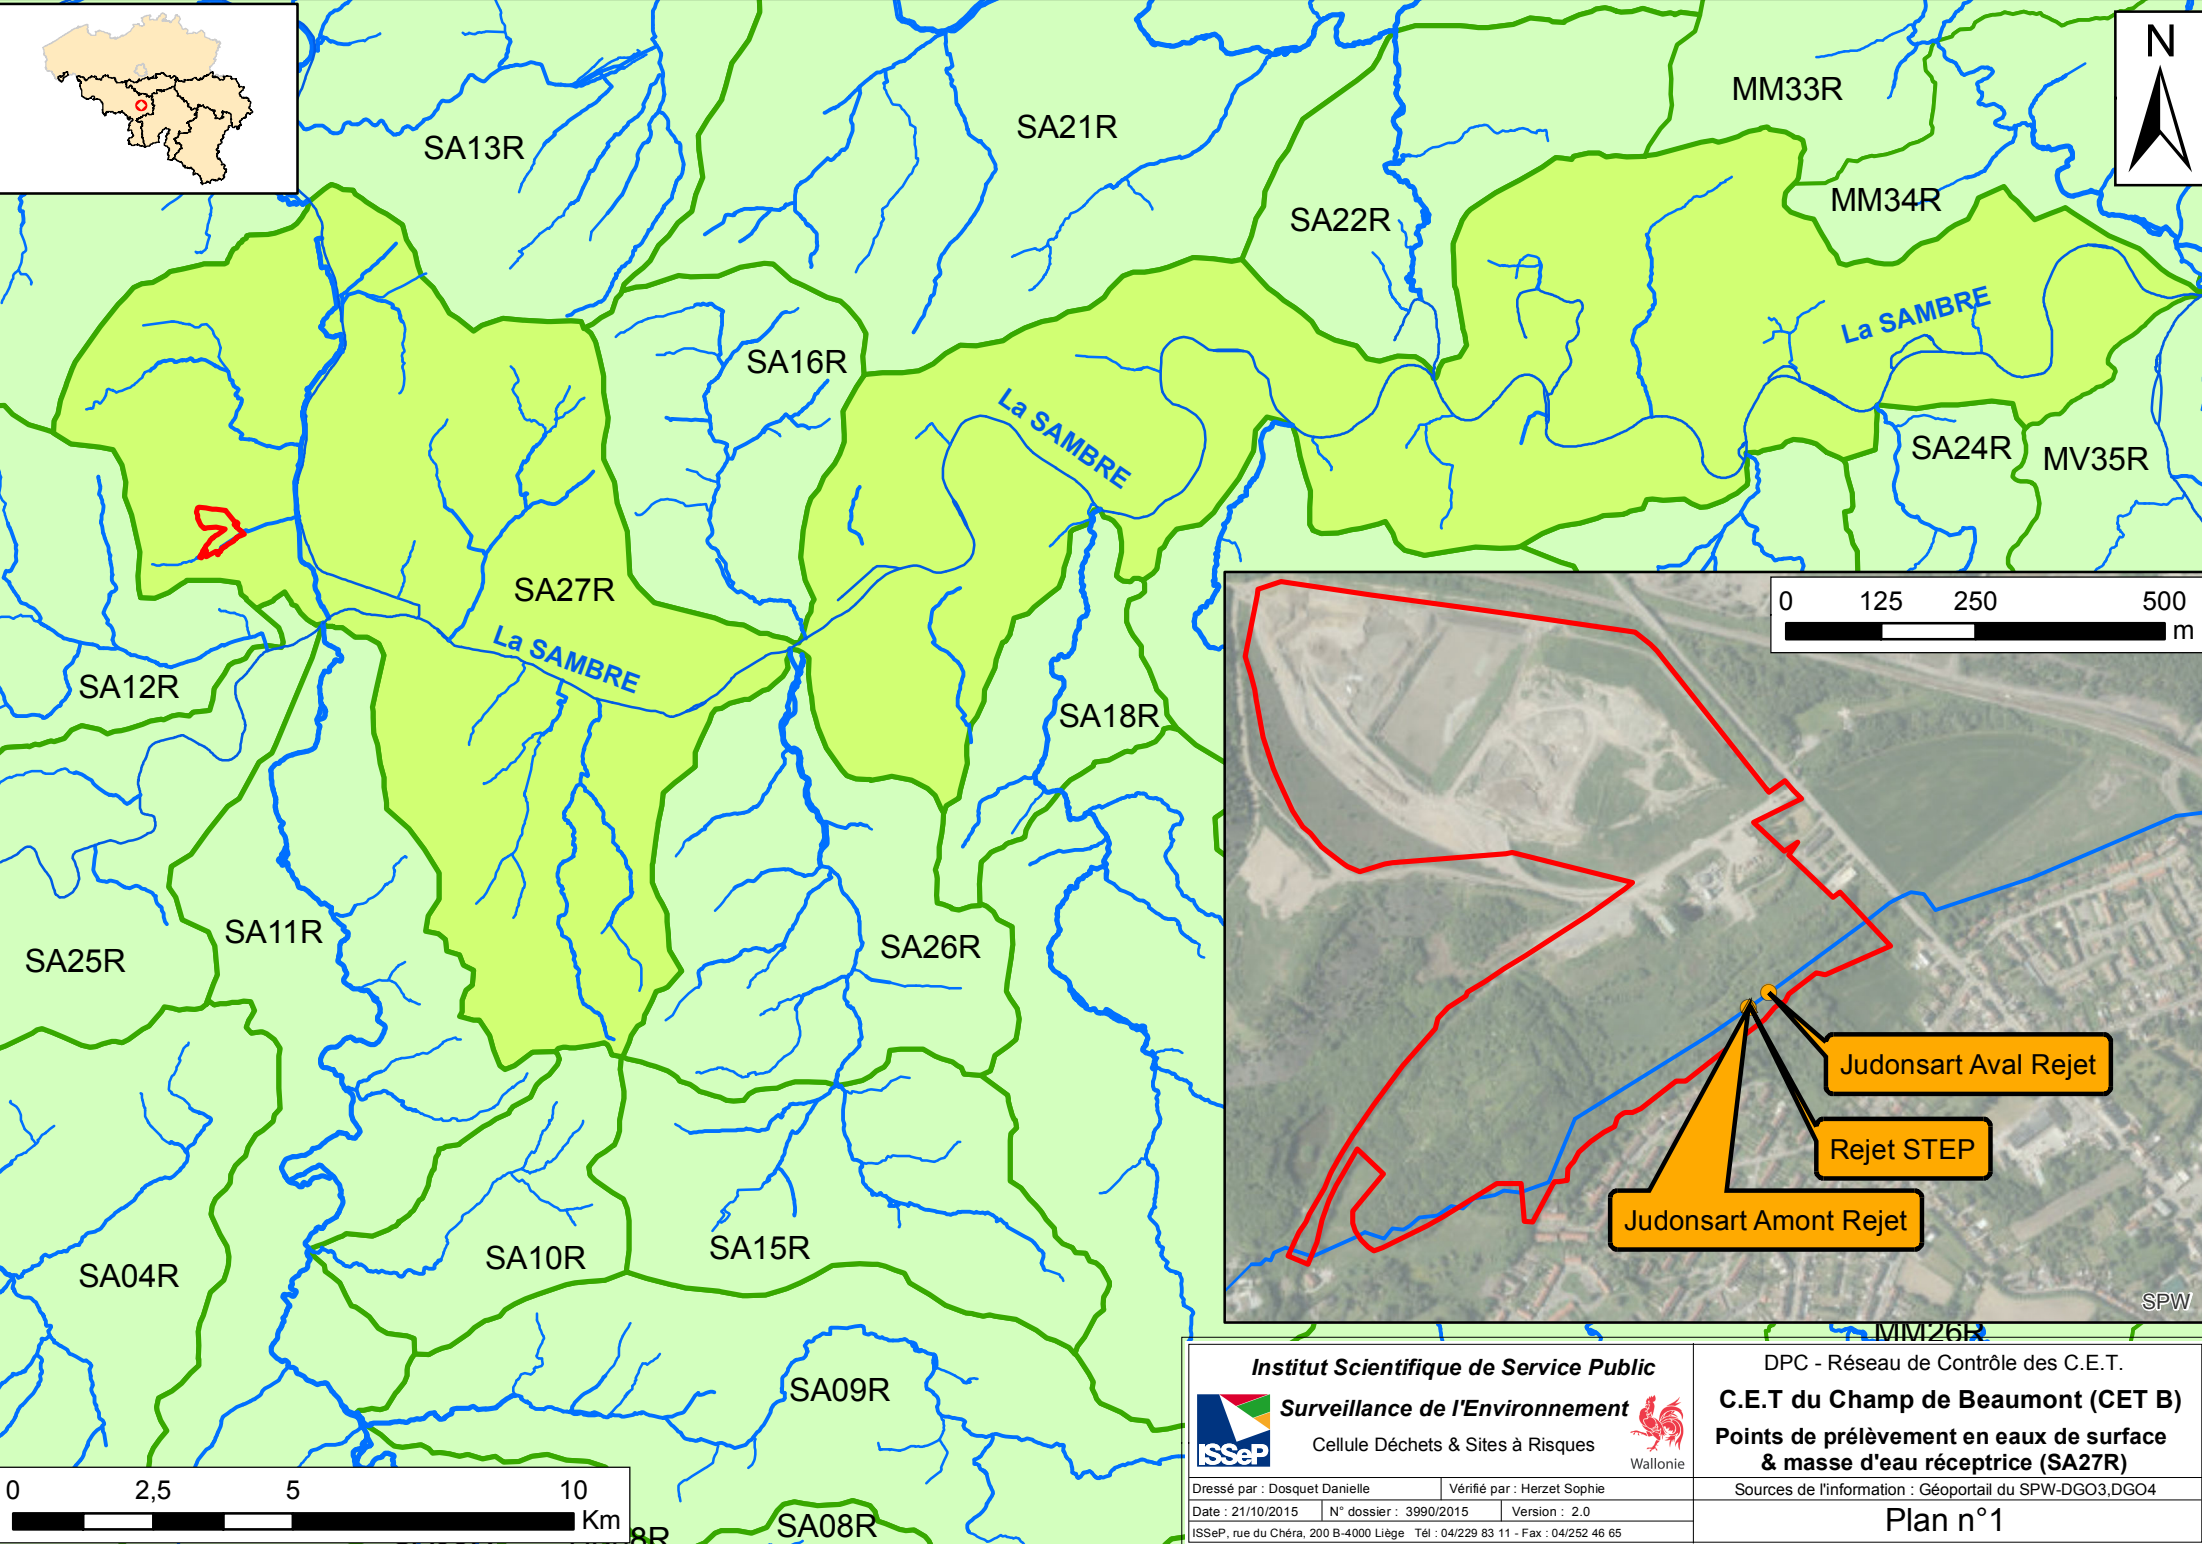 N
SA13R
SA21R
MM33R
SA22R
MM34R
La SAMBRE
SA16R
La SAMBRE
SA24R
MV35R
SA27R
La SAMBRE
SA12R
SA18R
SA11R
SA25R
SA26R
SA04R
SA10R
SA15R
SA09R
SA08R
8R
MM26R
0 125 250 500
m
Judonsart Aval Rejet
Rejet STEP
Judonsart Amont Rejet
SPW
0 2,5 5 10
Km
Institut Scientifique de Service Public
Surveillance de l'Environnement
Cellule Déchets & Sites à Risques
ISSeP
Wallonie
Dressé par : Dosquet Danielle
Vérifié par : Herzet Sophie
Date : 21/10/2015
N° dossier : 3990/2015
Version : 2.0
ISSeP, rue du Chéra, 200 B-4000 Liège Tél : 04/229 83 11 - Fax : 04/252 46 65
DPC - Réseau de Contrôle des C.E.T.
C.E.T du Champ de Beaumont (CET B)
Points de prélèvement en eaux de surface
& masse d'eau réceptrice (SA27R)
Sources de l'information : Géoportail du SPW-DGO3,DGO4
Plan n°1